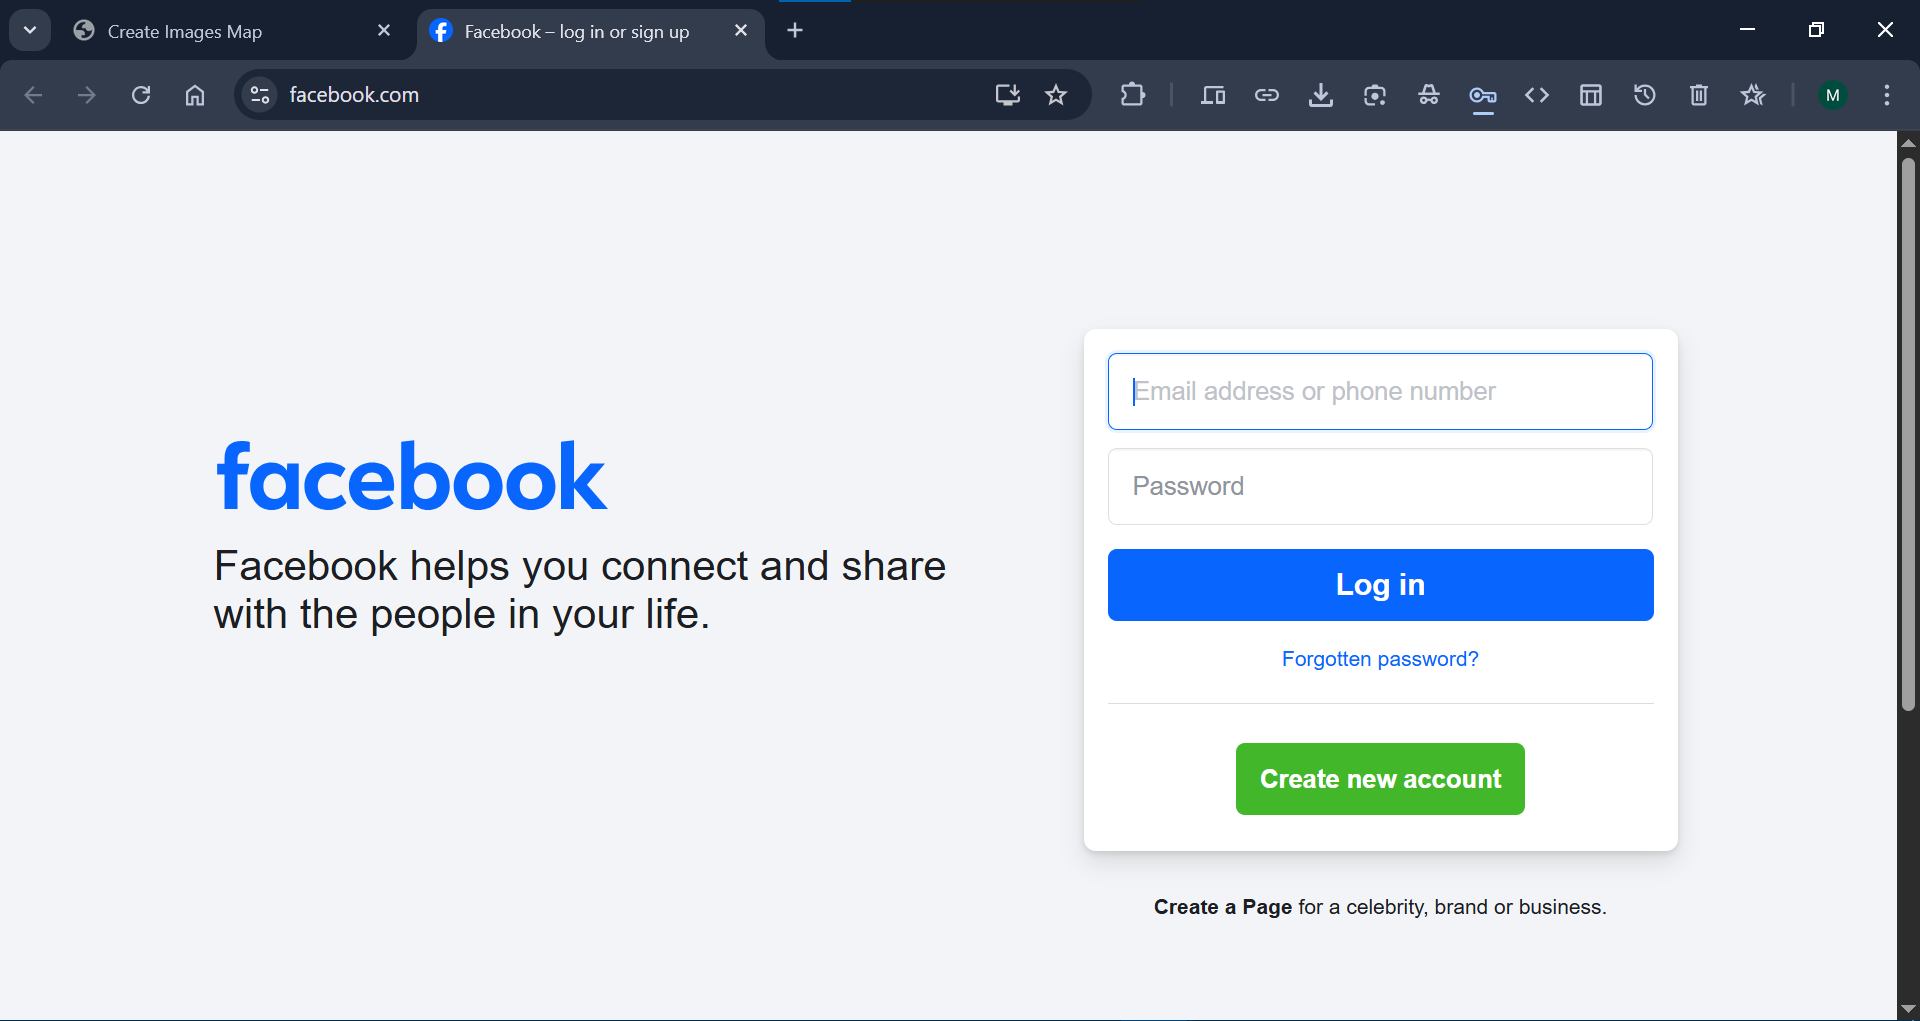 Create Images Map
Facebook – log in or sign up
facebook.com
M
facebook
Facebook helps you connect and share
with the people in your life.
Email address or phone number
Password
Log in
Forgotten password?
Create new account
Create a Page for a celebrity, brand or business.